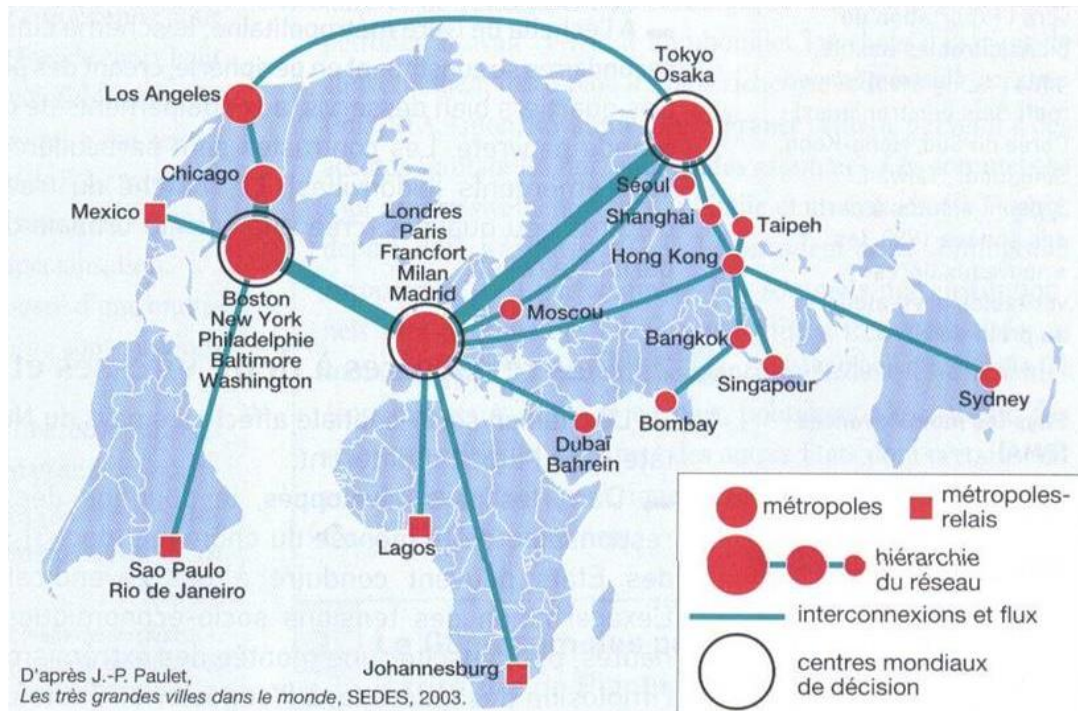 Tokyo
Osaka
Los Angeles
Chicago
Mexico
Séoul
Londres
Paris
Francfort
Milan
Madrid
Shanghai
Taipeh
Hong Kong
Boston
New York
Philadelphie
Baltimore
Washington
Moscou
Bangkok
Singapour
Sydney
Bombay
Dubaï
Bahrein
Lagos
Sao Paulo
Rio de Janeiro
Johannesburg
métropoles
métropoles-
relais
hiérarchie
du réseau
interconnexions et flux
centres mondiaux
de décision
D'après J.-P. Paulet,
Les très grandes villes dans le monde, SEDES, 2003.